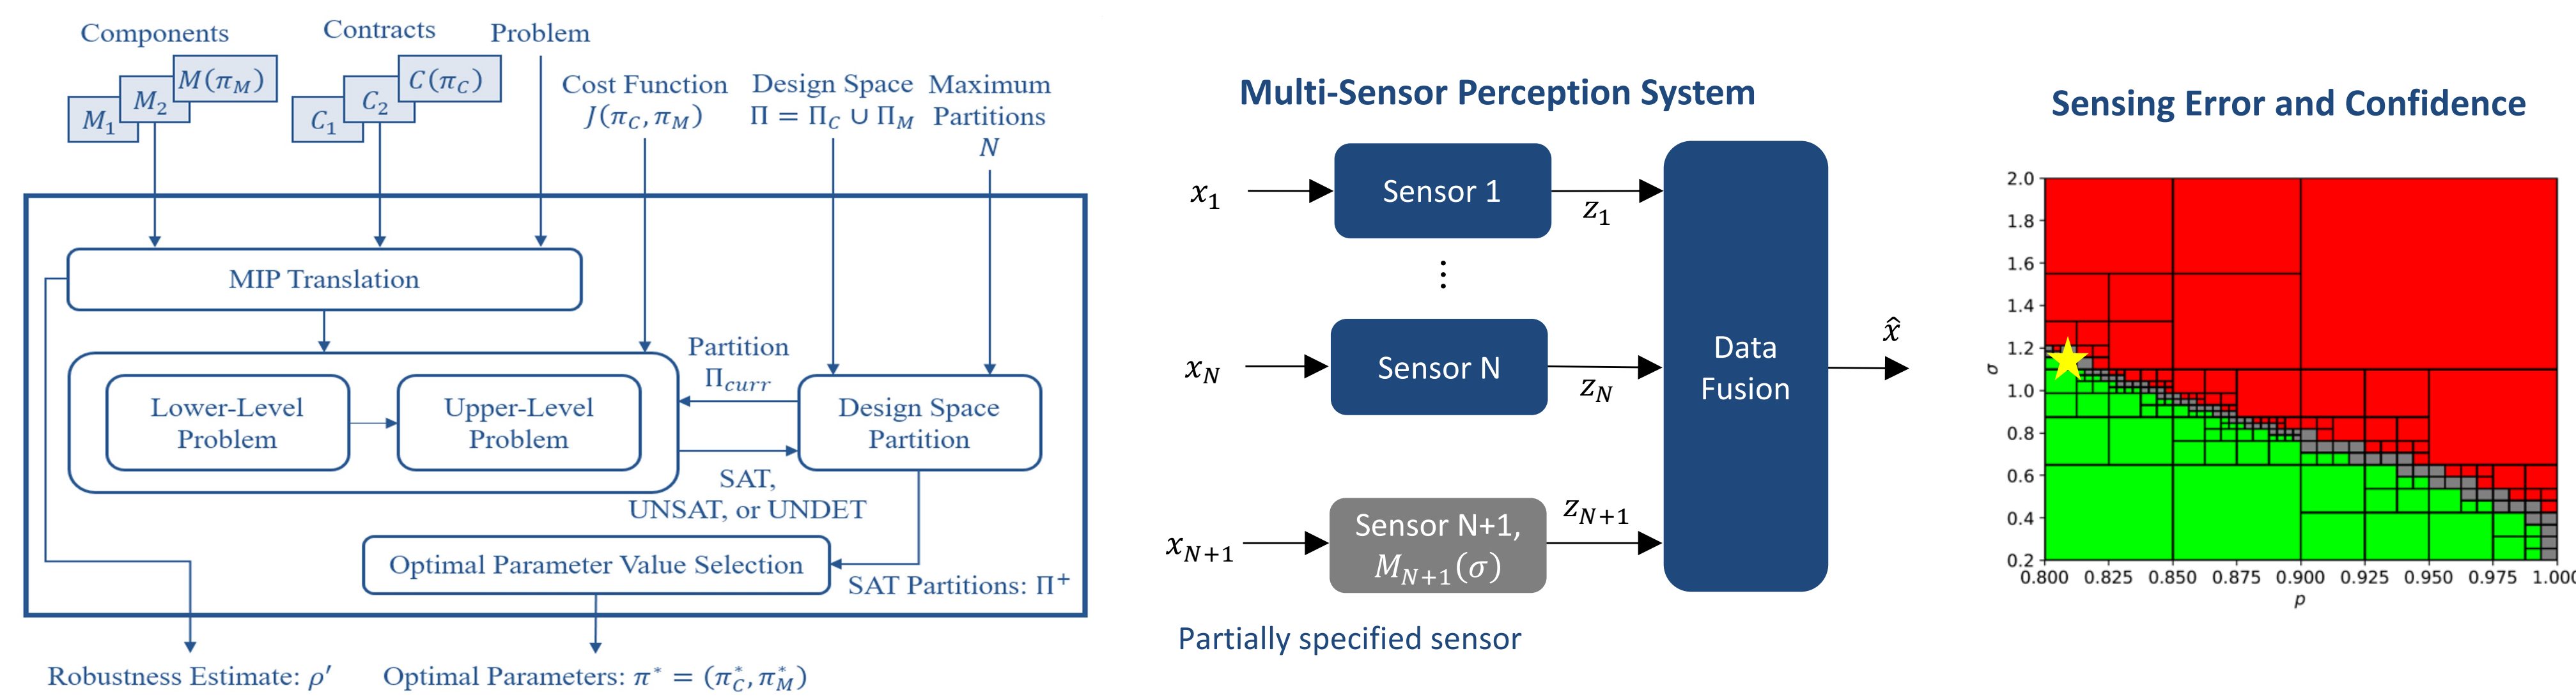 Components
Contracts
Problem
M(π_M)
M_2
M_1
C(π_C)
C_2
C_1
Cost Function
J(π_C, π_M)
Design Space
Π = Π_C ∪ Π_M
Maximum
Partitions
N
MIP Translation
Lower-Level
Problem
Upper-Level
Problem
Partition
Π_curr
Design Space
Partition
SAT,
UNSAT, or UNDET
Optimal Parameter Value Selection
SAT Partitions: Π⁺
Robustness Estimate: ρ′
Optimal Parameters: π* = (π*_C, π*_M)
Multi-Sensor Perception System
x_1
Sensor 1
z_1
⋮
x_N
Sensor N
z_N
x_{N+1}
Sensor N+1,
M_{N+1}(σ)
z_{N+1}
Data
Fusion
x̂
Partially specified sensor
Sensing Error and Confidence
2.0
1.8
1.6
1.4
1.2
1.0
0.8
0.6
0.4
0.2
σ
0.800 0.825 0.850 0.875 0.900 0.925 0.950 0.975 1.000
p